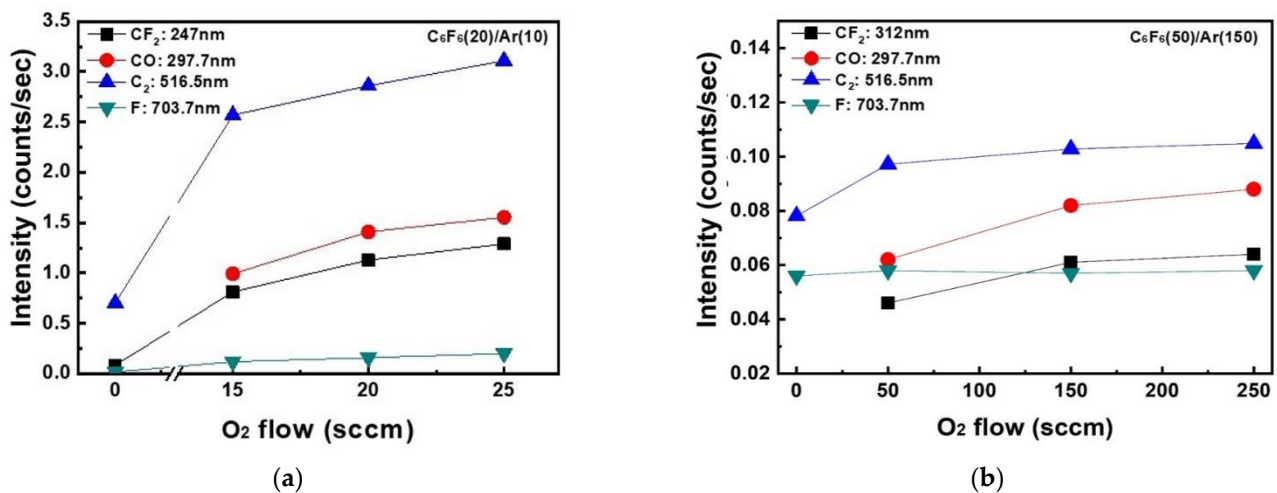 3.5
3.0
2.5
2.0
1.5
1.0
0.5
0.0
Intensity (counts/sec)
CF₂: 247nm
CO: 297.7nm
C₂: 516.5nm
F: 703.7nm
C₆F₆(20)/Ar(10)
0 15 20 25
O₂ flow (sccm)
(a)
0.14
0.12
0.10
0.08
0.06
0.04
0.02
Intensity (counts/sec)
CF₂: 312nm
CO: 297.7nm
C₂: 516.5nm
F: 703.7nm
C₆F₆(50)/Ar(150)
0 50 100 150 200 250
O₂ flow (sccm)
(b)